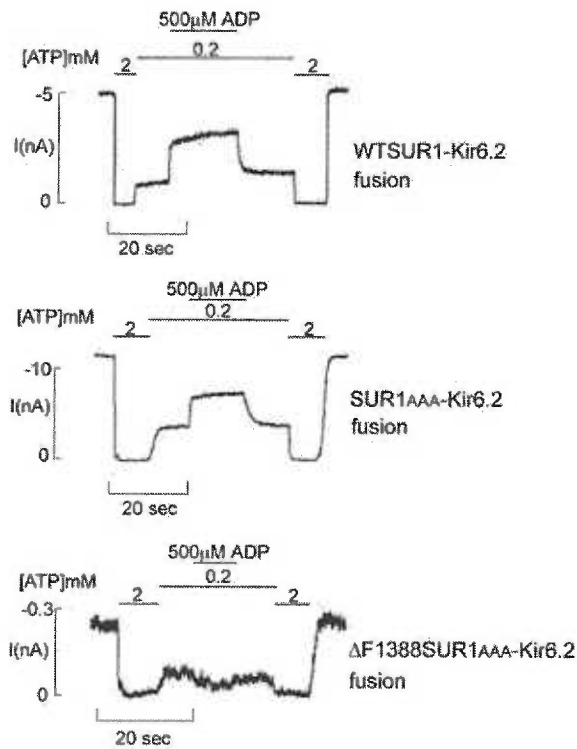 500µM ADP
[ATP]mM
0.2
2
2
-5
I(nA)
0
WTSUR1-Kir6.2
fusion
20 sec
500µM ADP
[ATP]mM
0.2
2
2
-10
I(nA)
0
SUR1AAA-Kir6.2
fusion
20 sec
500µM ADP
[ATP]mM
0.2
2
2
-0.3
I(nA)
0
ΔF1388SUR1AAA-Kir6.2
fusion
20 sec